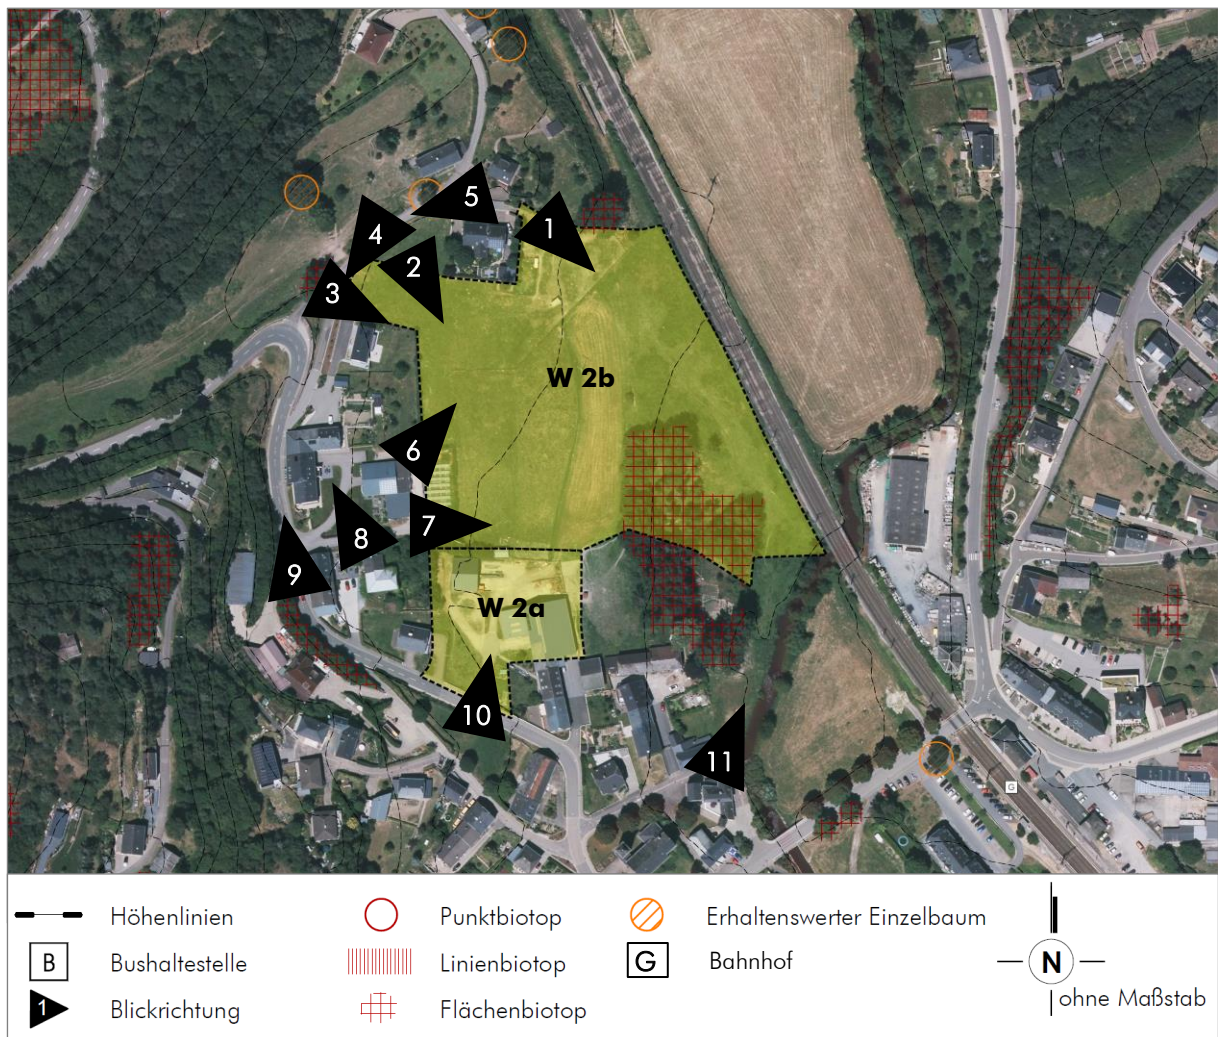 5
1
4
2
3
W 2b
6
7
8
9
W 2a
10
11
G
Höhenlinien
Punktbiotop
Erhaltenswerter Einzelbaum
B Bushaltestelle
Linienbiotop
G Bahnhof
N
1 Blickrichtung
Flächenbiotop
ohne Maßstab